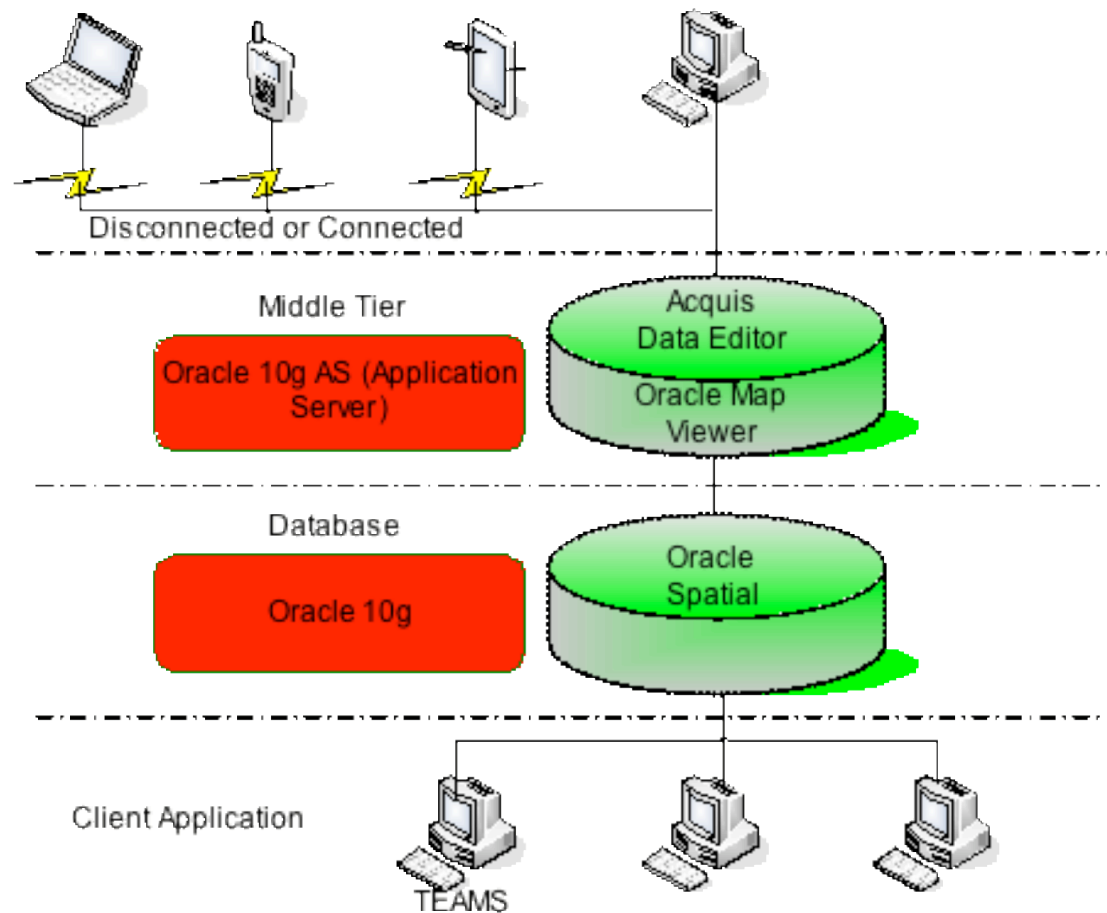 Disconnected or Connected
Middle Tier
Oracle 10g AS (Application
Server)
Acquis
Data Editor
Oracle Map
Viewer
Database
Oracle 10g
Oracle
Spatial
Client Application
TEAMS